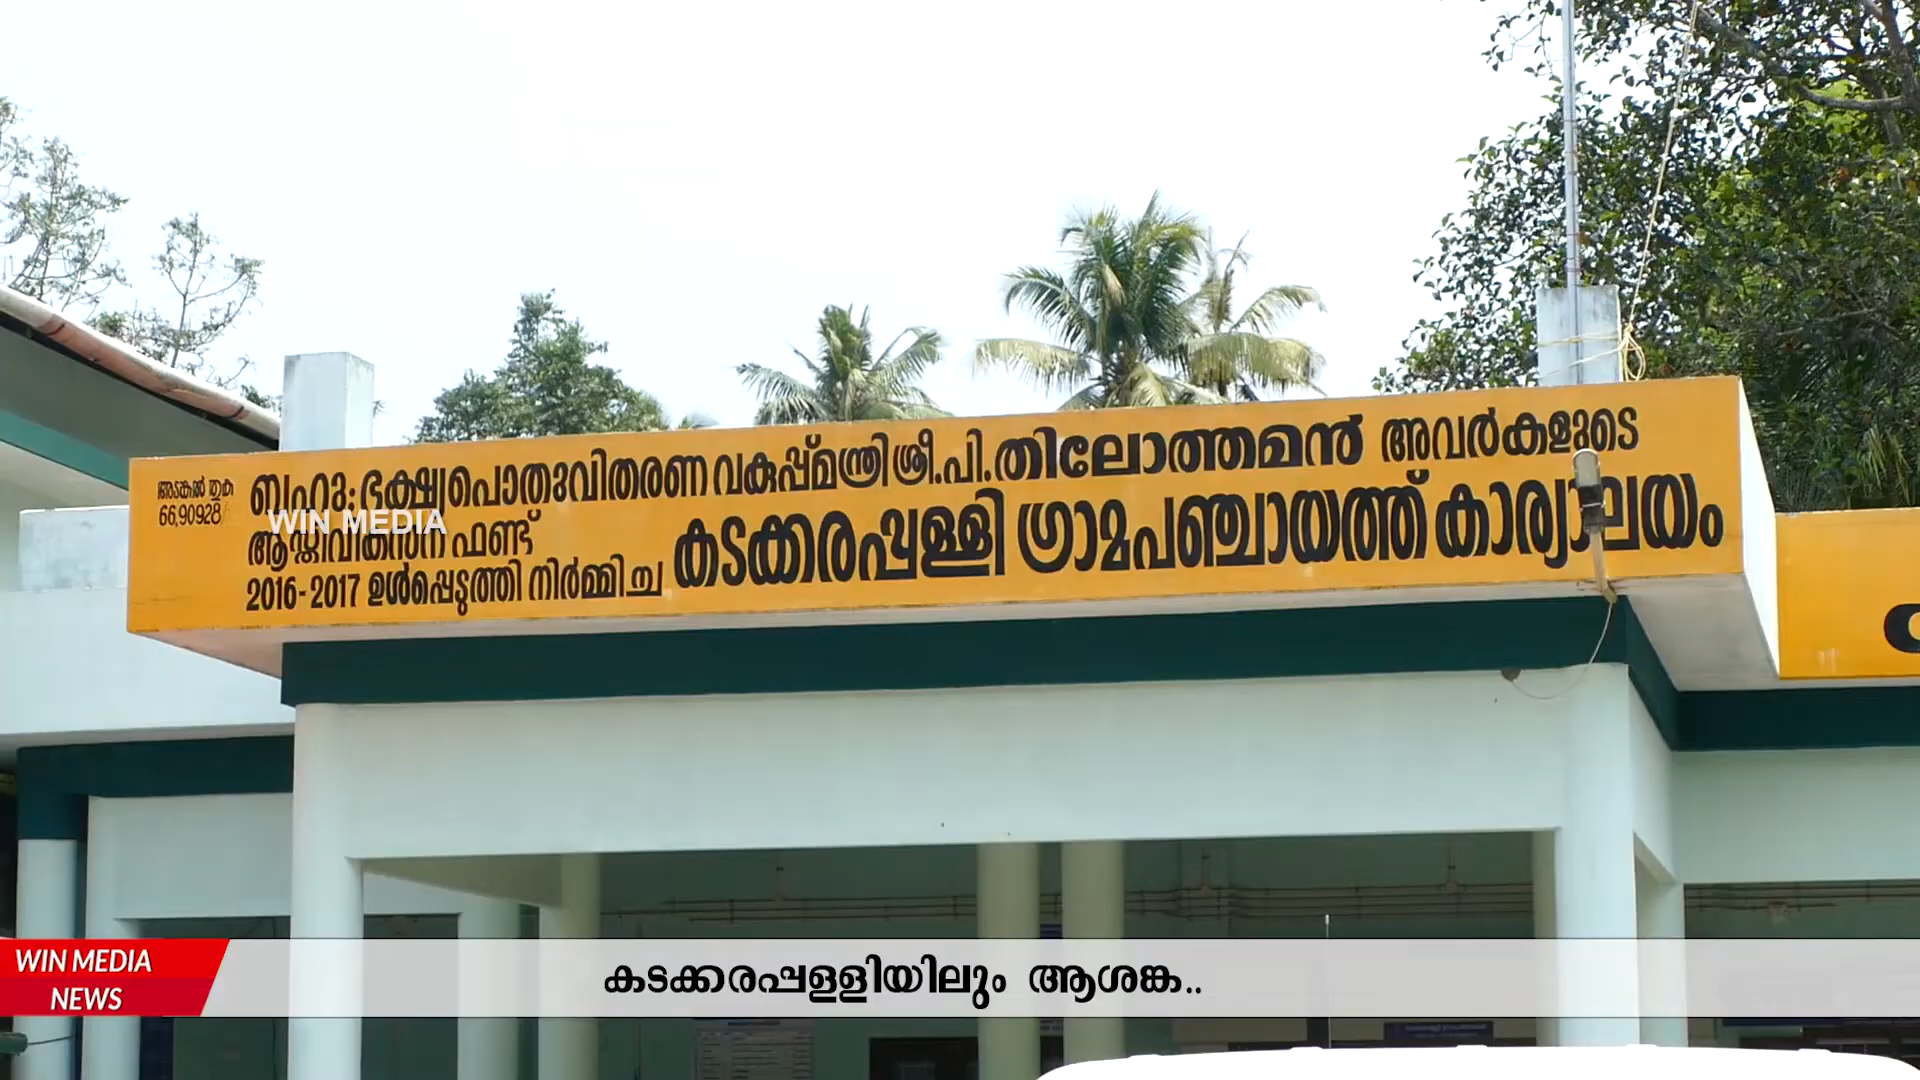 അടങ്കൽ തുക
66,90928/
ബഹു: ഭക്ഷ്യപൊതുവിതരണ വകുപ്പ്മന്ത്രി ശ്രീ.പി.തിലോത്തമൻ അവർകളുടെ
ആസ്തിവികസന ഫണ്ട്
2016-2017 ഉൾപ്പെടുത്തി നിർമ്മിച്ച കടക്കരപ്പള്ളി ഗ്രാമപഞ്ചായത്ത് കാര്യാലയം
WIN MEDIA
WIN MEDIA
NEWS
കടക്കരപ്പളളിയിലും ആശങ്ക..